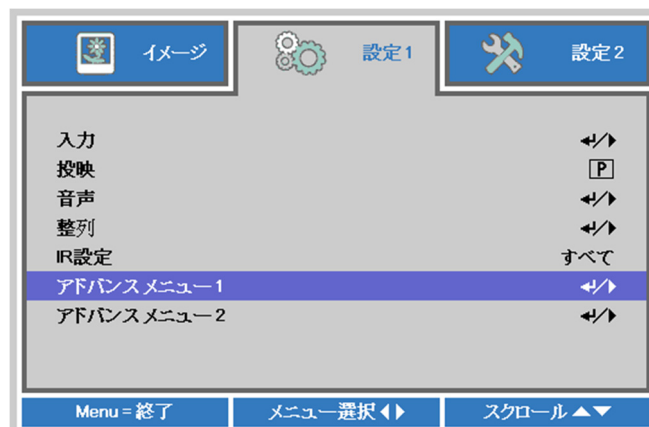 イメージ
設定1
設定2
入力
投映 P
音声
整列
IR設定 すべて
アドバンスメニュー1
アドバンスメニュー2
Menu = 終了 メニュー選択◀▶ スクロール▲▼